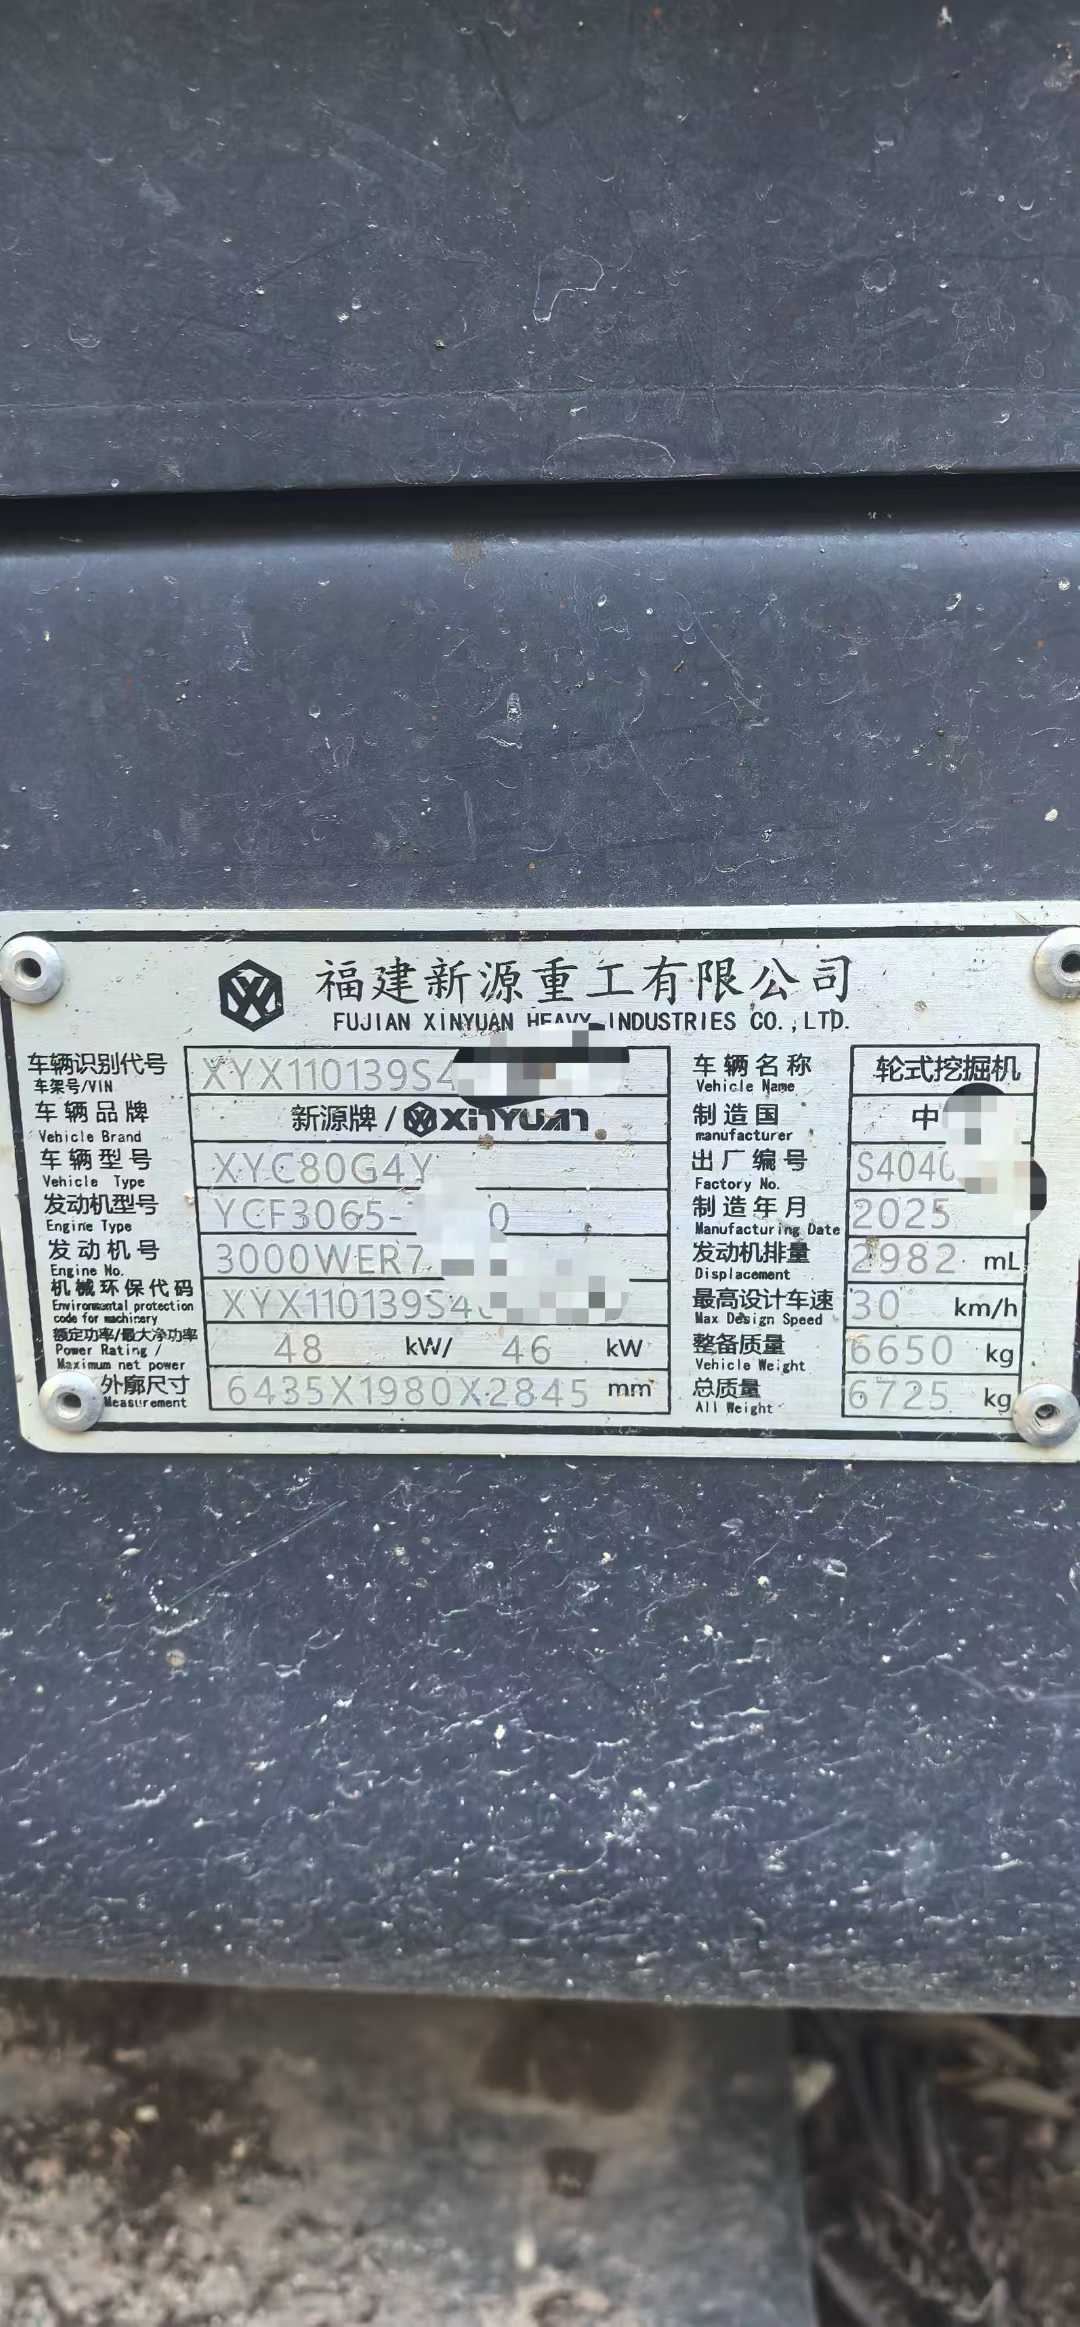 福建新源重工有限公司
FUJIAN XINYUAN HEAVY INDUSTRIES CO.,LTD.
车辆识别代号
车架号/VIN
XYX110139S4
车辆名称
Vehicle Name
轮式挖掘机
车辆品牌
Vehicle Brand
新源牌/XINYUAN
制造国
manufacturer
中
车辆型号
Vehicle Type
XYC80G4Y
出厂编号
Factory No.
S404
发动机型号
Engine Type
YCF3065- 0
制造年月
Manufacturing Date
2025
发动机号
Engine No.
3000WER7
发动机排量
Displacement
2982 mL
机械环保代码
Environmental protection
code for machinery
XYX110139S4
最高设计车速
Max Design Speed
30 km/h
额定功率/最大净功率
Power Rating /
Maximum net power
48 kW/ 46 kW
整备质量
Vehicle Weight
6650 kg
外廓尺寸
Measurement
6435X1980X2845 mm
总质量
All Weight
6725 kg